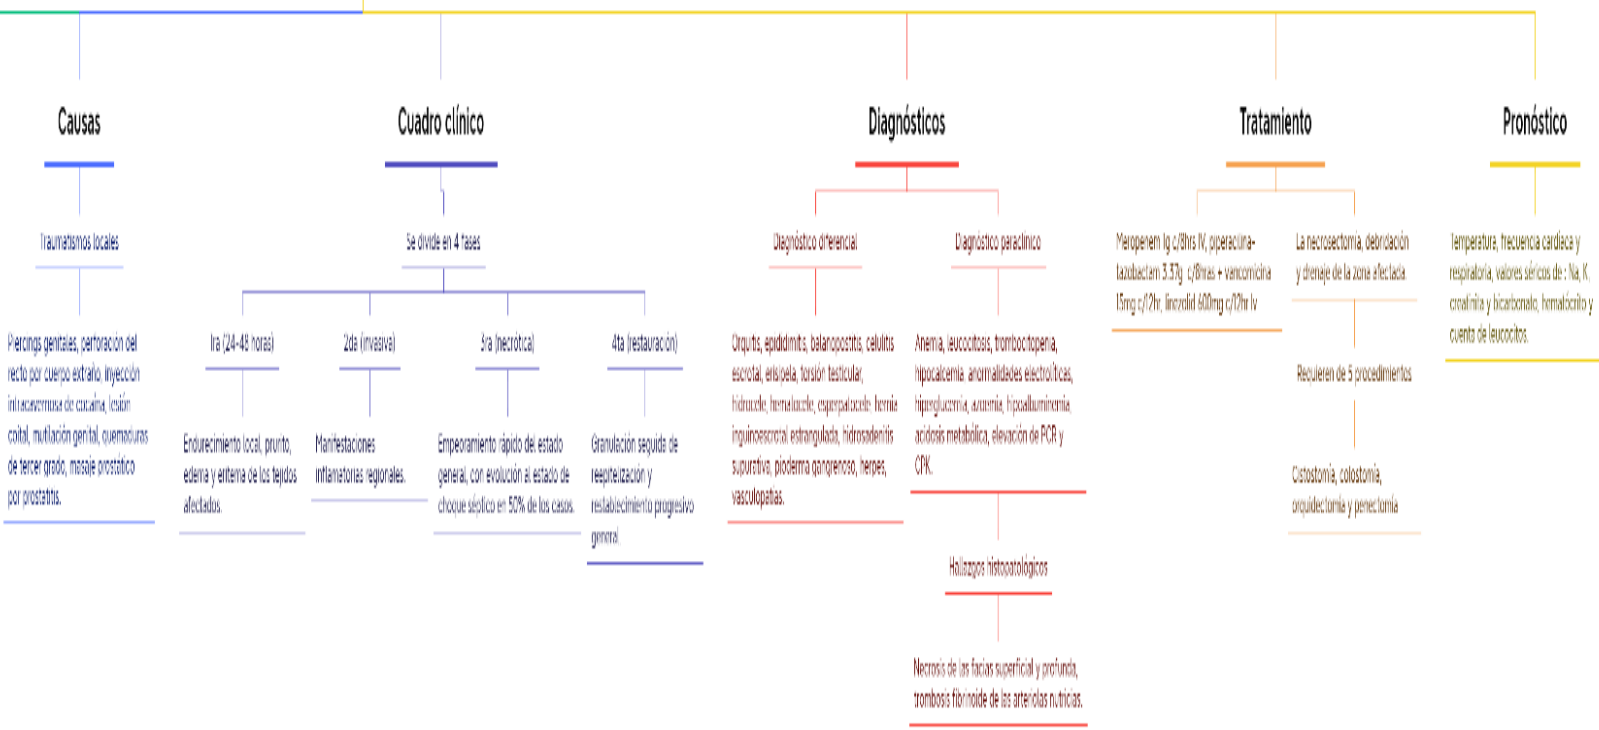 Causas
Traumatismos locales
Piercings genitales, perforación del
recto por cuerpo extraño, inyección
intracavernosa de cocaína, lesión
coital, mutilación genital, quemaduras
de tercer grado, masaje prostático
por prostatitis.
Cuadro clínico
Se divide en 4 fases
1ra (24-48 horas)
Endurecimiento local, prurito,
edema y eritema de los tejidos
afectados.
2da (invasiva)
Manifestaciones
inflamatorias regionales.
3ra (necrótica)
Empeoramiento rápido del estado
general, con evolución al estado de
choque séptico en 50% de los casos.
4ta (restauración)
Granulación seguida de
reepitelización y
restablecimiento progresivo
general.
Diagnósticos
Diagnóstico diferencial
Orquitis, epididimitis, balanopostitis, celulitis
escrotal, erisipela, torsión testicular,
hidrocele, hematocele, esperpatocele hernia
inguinoescrotal estrangulada, hidrosadenitis
supurativa, pioderma gangrenoso, herpes,
vasculopatías.
Diagnóstico paraclínico
Anemia, leucocitosis, trombocitopenia,
hipocalcemia, anormalidades electrolíticas,
hiperglucemia, azoemia, hipoalbuminemia,
acidosis metabólica, elevación de PCR y
CPK.
Hallazgos histopatológicos
Necrosis de las facias superficial y profunda,
trombosis fibrinoide de las arteriolas nutricias.
Tratamiento
Meropenem 1g c/8hrs IV, piperacilina-
tazobactam 3.37g c/8hras + vancomicina
15mg c/12hr, linezolid 600mg c/12hr Iv
La necrosectomía, debridación
y drenaje de la zona afectada.
Requieren de 5 procedimientos
Cistostomía, colostomía,
orquidectomía y penectomía
Pronóstico
Temperatura, frecuencia cardiaca y
respiratoria, valores séricos de : Na, K,
creatinita y bicarbonato, hematócrito y
cuenta de leucocitos.